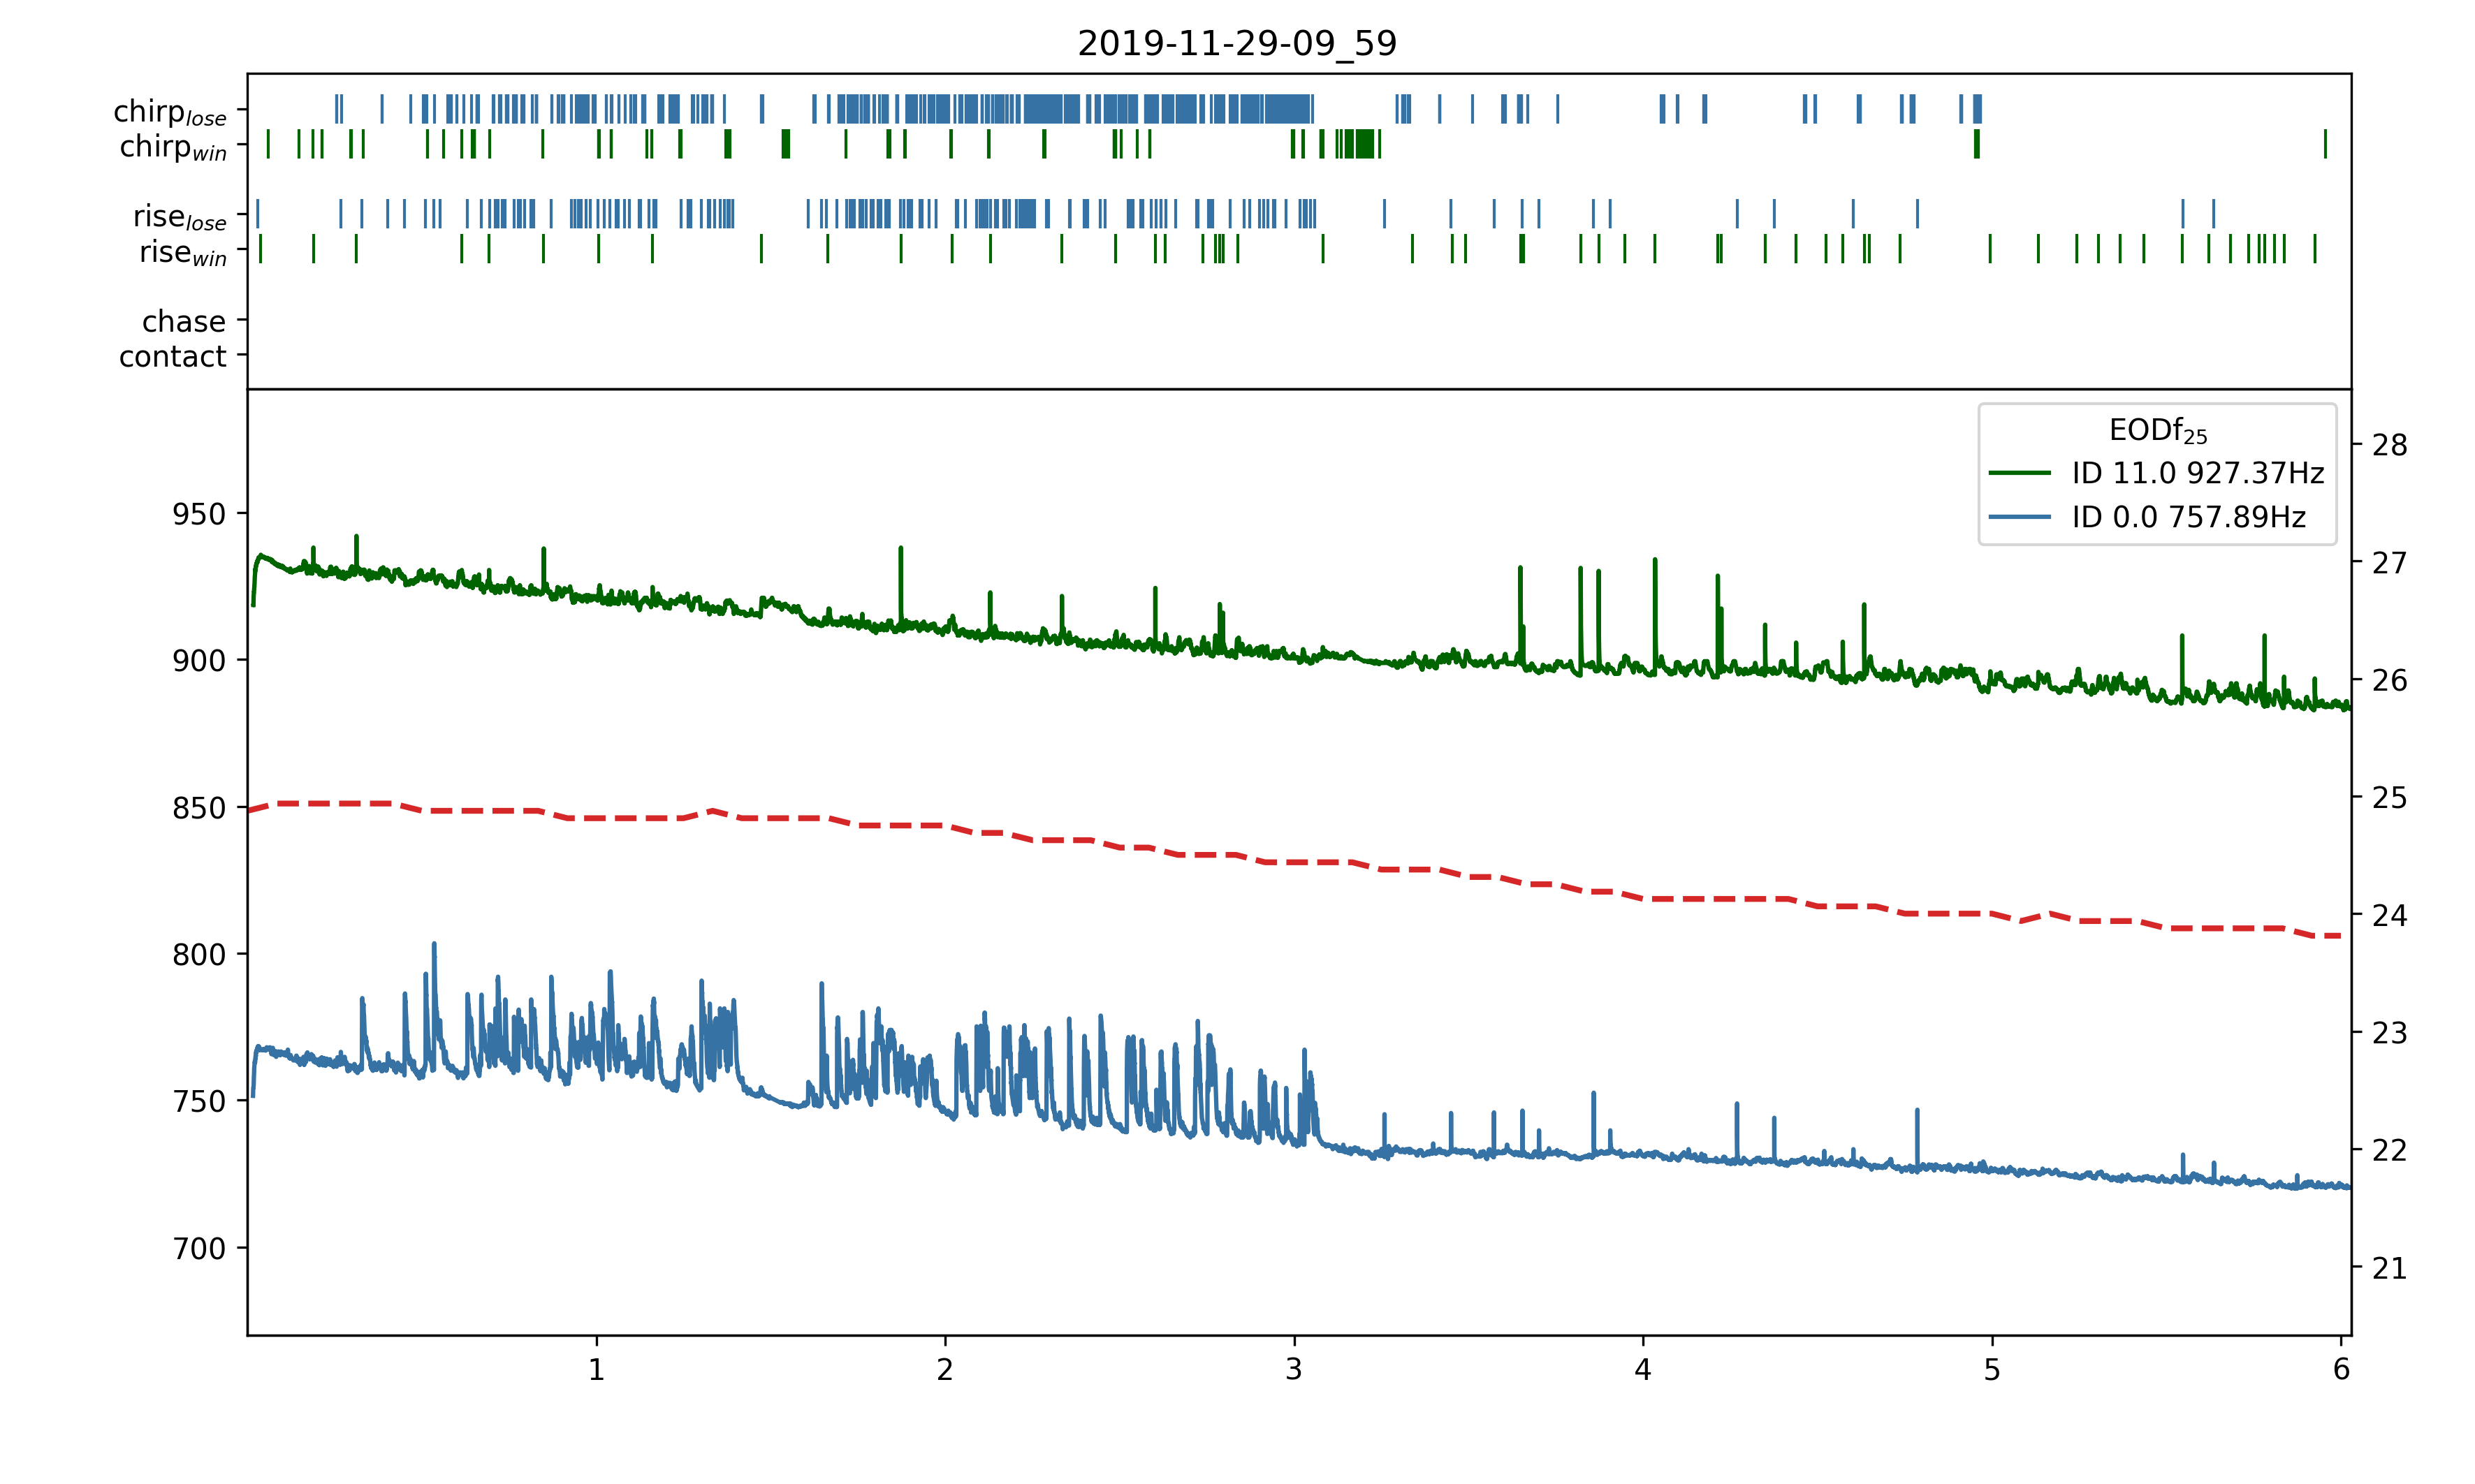 2019-11-29-09_59
chirp_lose
chirp_win
rise_lose
rise_win
chase
contact
EODf_25
ID 11.0 927.37Hz
ID 0.0 757.89Hz
950
900
850
800
750
700
28
27
26
25
24
23
22
21
1 2 3 4 5 6